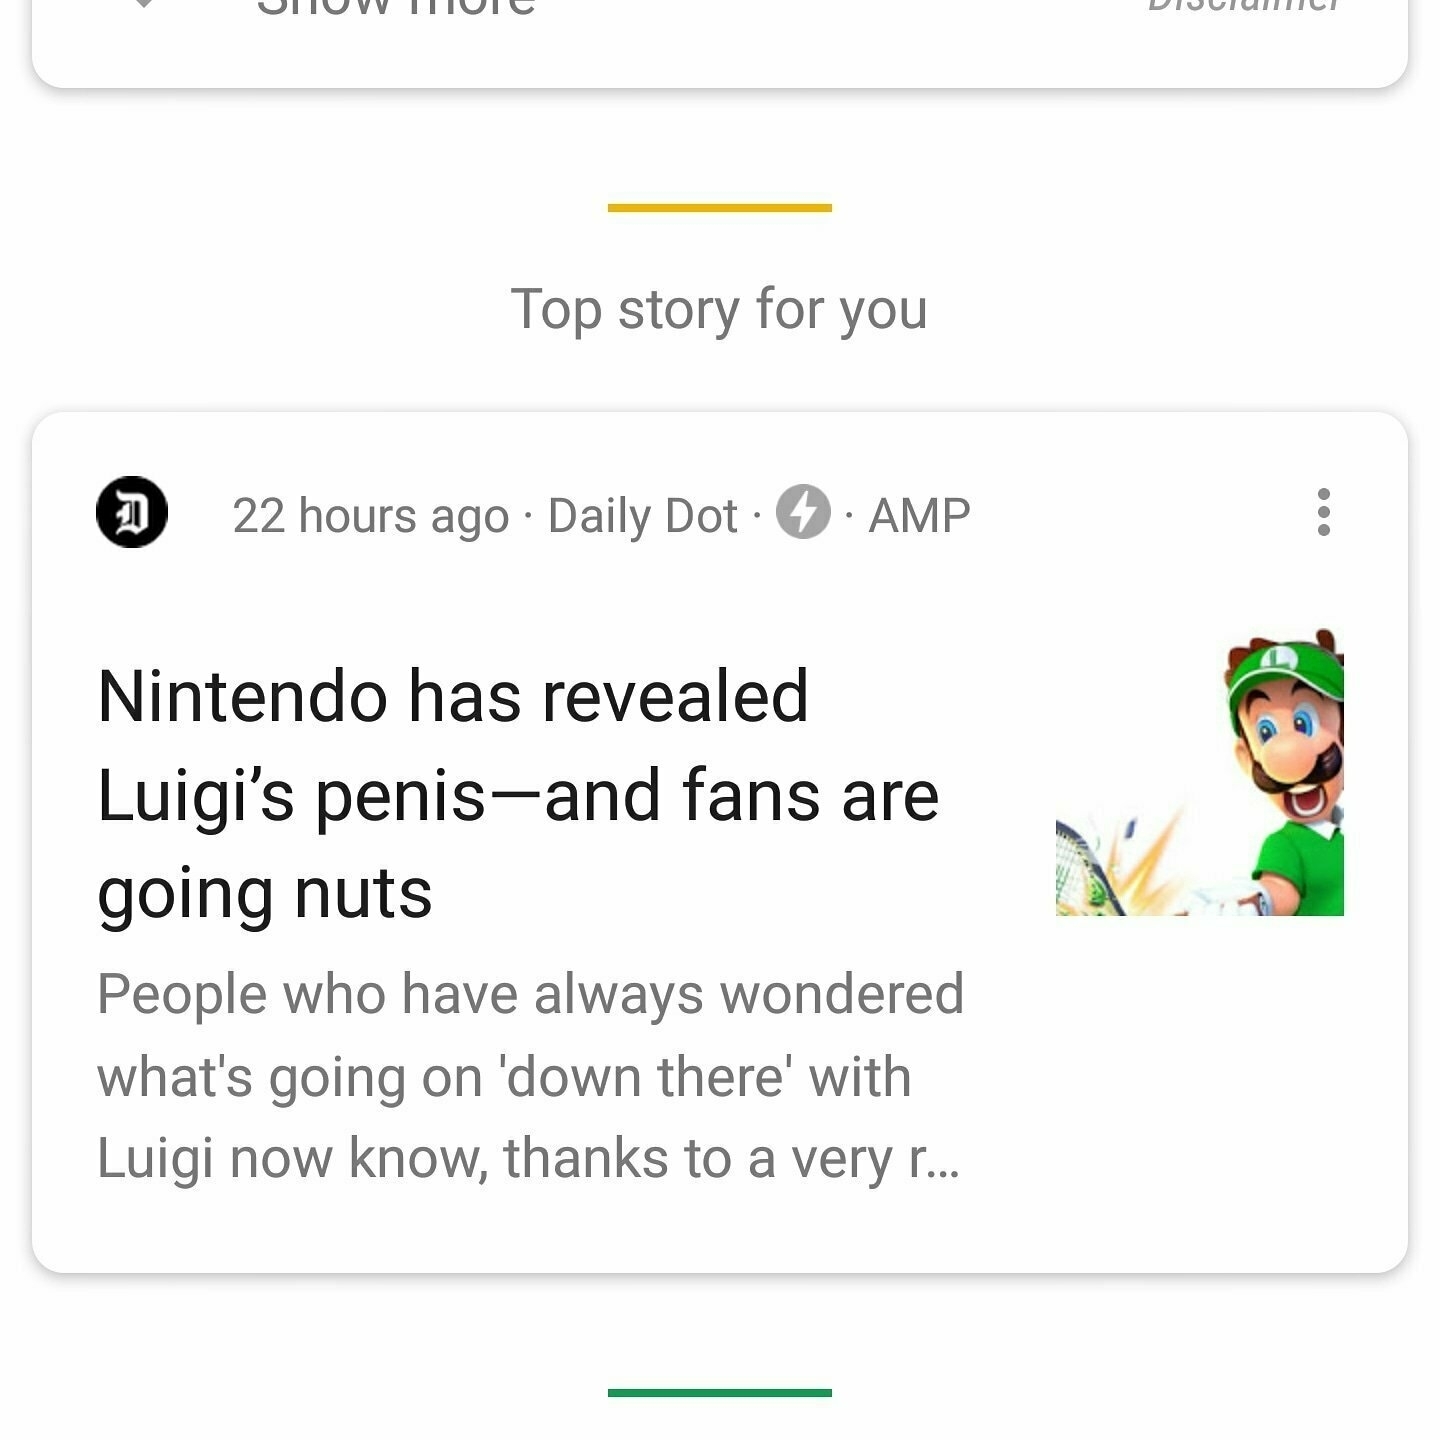 Show more
Disclaimer
Top story for you
22 hours ago · Daily Dot · AMP
Nintendo has revealed
Luigi’s penis—and fans are
going nuts
People who have always wondered
what's going on 'down there' with
Luigi now know, thanks to a very r…